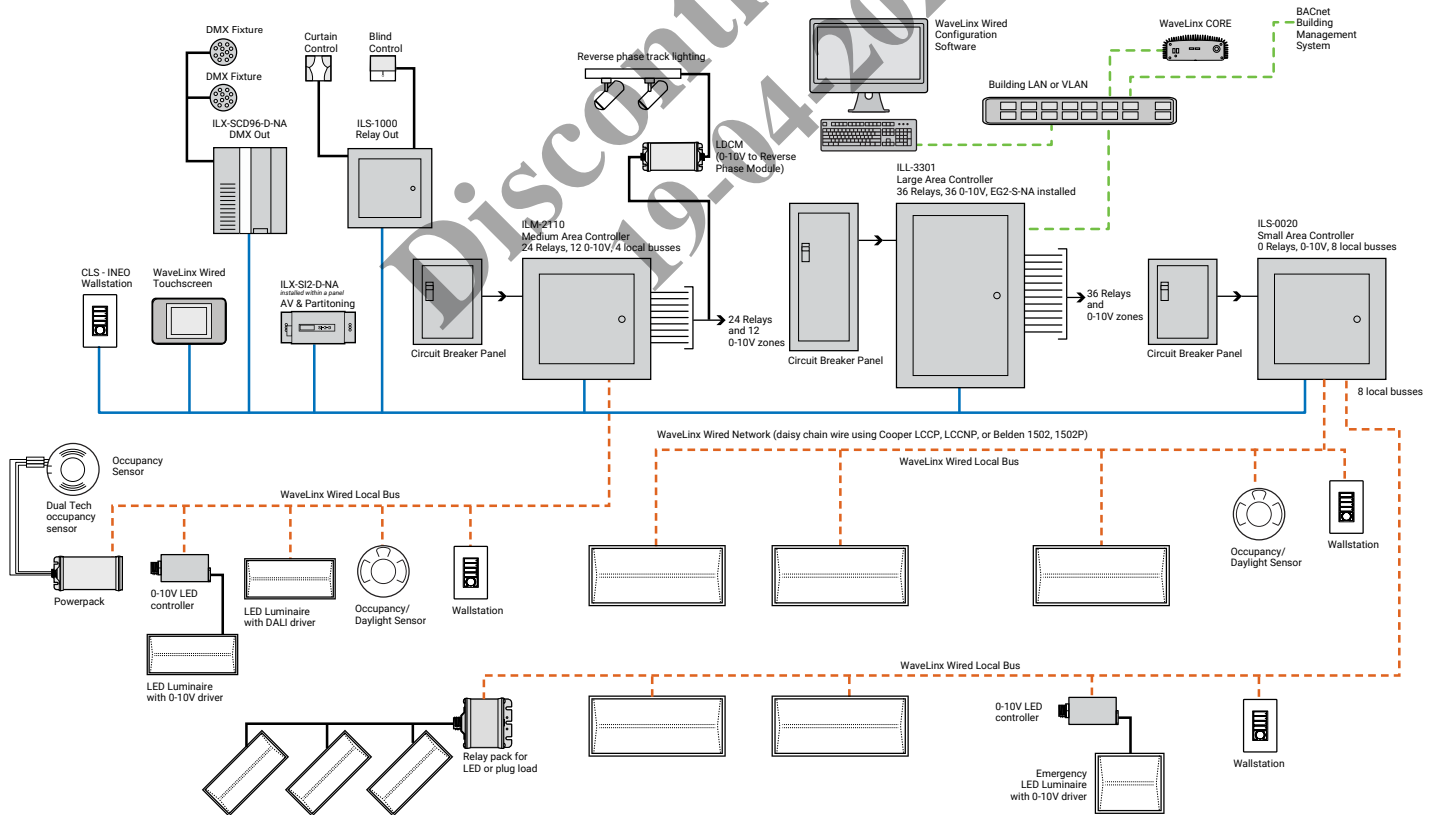 DMX Fixture
DMX Fixture
ILX-SCD96-D-NA
DMX Out
Curtain
Control
Blind
Control
ILS-1000
Relay Out
Reverse phase track lighting
LDCM
(0-10V to Reverse
Phase Module)
WaveLinx Wired
Configuration
Software
WaveLinx CORE
BACnet
Building
Management
System
Building LAN or VLAN
CLS - INEO
Wallstation
WaveLinx Wired
Touchscreen
ILX-SI2-D-NA
installed within a panel
AV & Partitoning
Circuit Breaker Panel
ILM-2110
Medium Area Controller
24 Relays, 12 0-10V, 4 local busses
24 Relays
and 12
0-10V zones
Circuit Breaker Panel
ILL-3301
Large Area Controller
36 Relays, 36 0-10V, EG2-S-NA installed
36 Relays
and
0-10V zones
Circuit Breaker Panel
ILS-0020
Small Area Controller
0 Relays, 0-10V, 8 local busses
8 local busses
WaveLinx Wired Network (daisy chain wire using Cooper LCCP, LCCNP, or Belden 1502, 1502P)
WaveLinx Wired Local Bus
Occupancy
Sensor
Dual Tech
occupancy
sensor
Powerpack
WaveLinx Wired Local Bus
0-10V LED
controller
LED Luminaire
with 0-10V driver
LED Luminaire
with DALI driver
Occupancy/
Daylight Sensor
Wallstation
Occupancy/
Daylight Sensor
Wallstation
WaveLinx Wired Local Bus
Relay pack for
LED or plug load
0-10V LED
controller
Emergency
LED Luminaire
with 0-10V driver
Wallstation